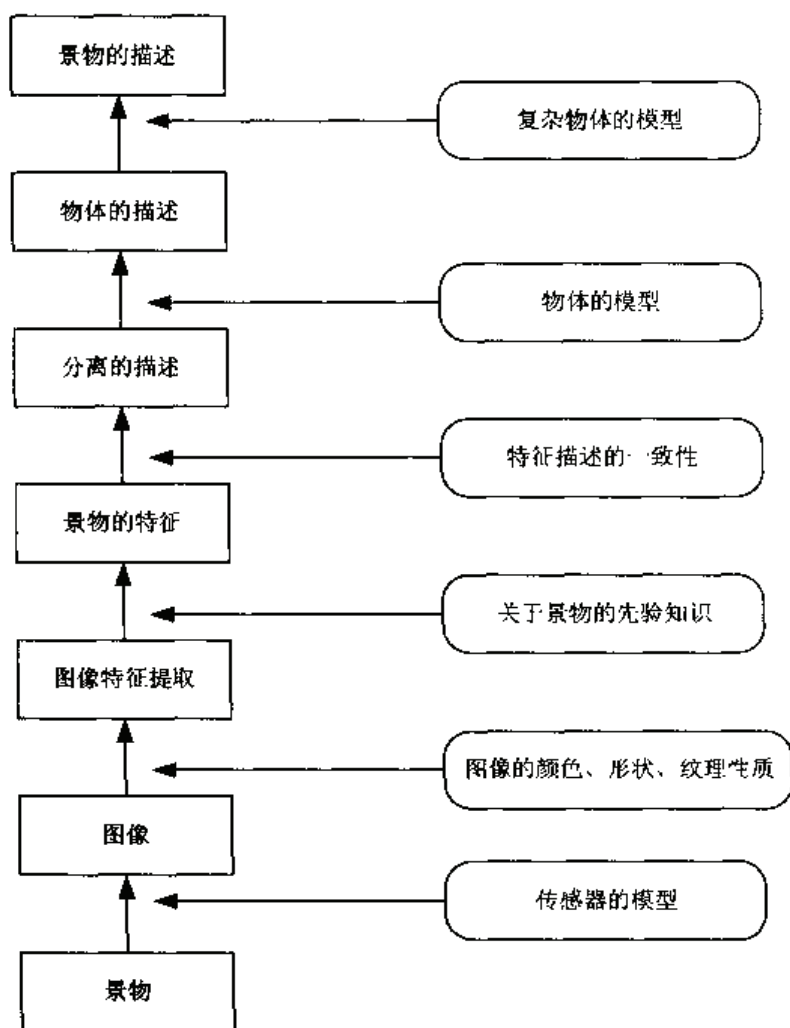 景物的描述
复杂物体的模型
物体的描述
物体的模型
分离的描述
特征描述的一致性
景物的特征
关于景物的先验知识
图像特征提取
图像的颜色、形状、纹理性质
图像
传感器的模型
景物